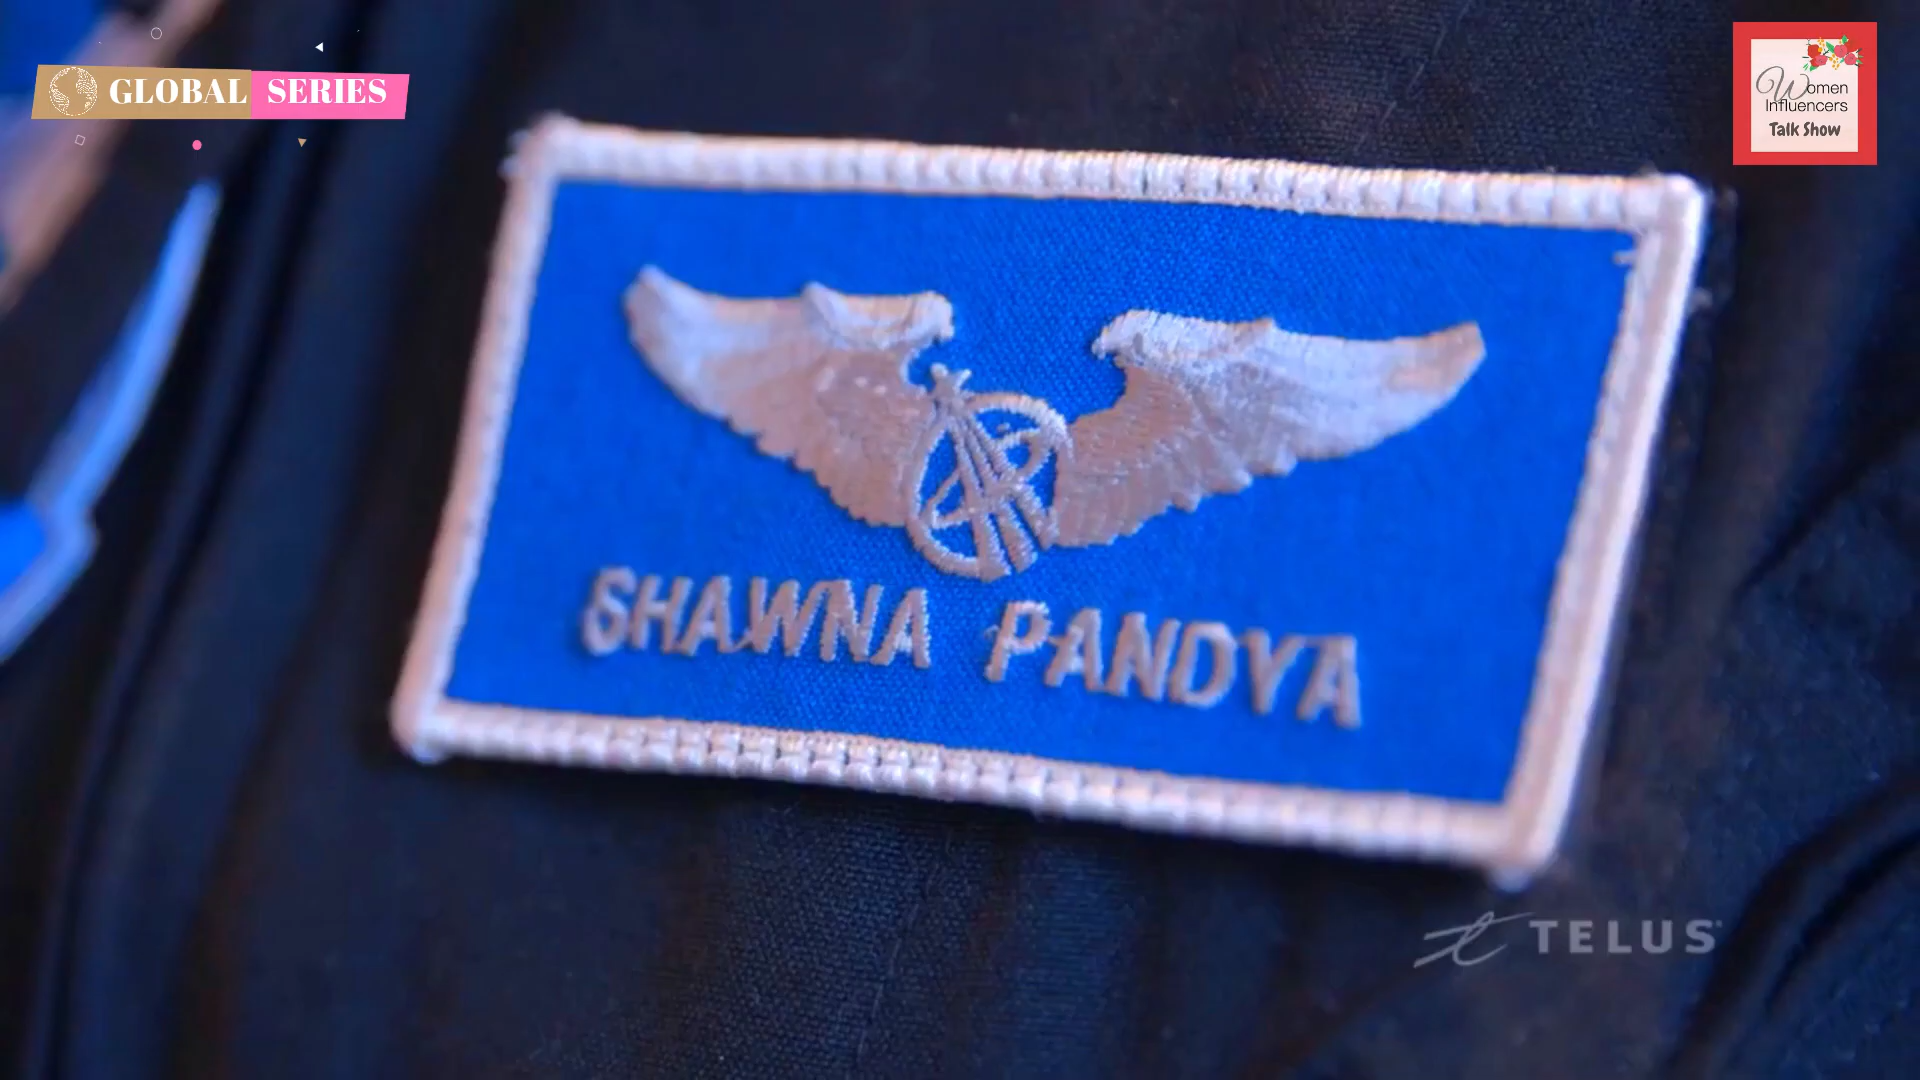 GLOBAL SERIES
Women
Influencers
Talk Show
SHAWNA PANDYA
TELUS